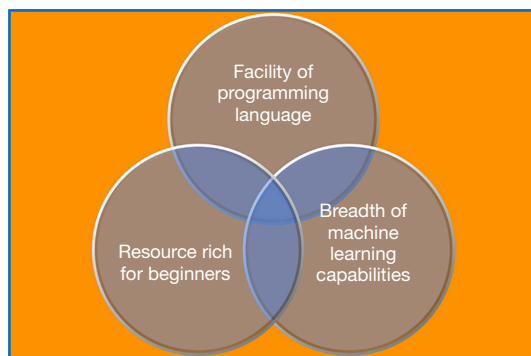 Facility of
programming
language
Resource rich
for beginners
Breadth of
machine
learning
capabilities